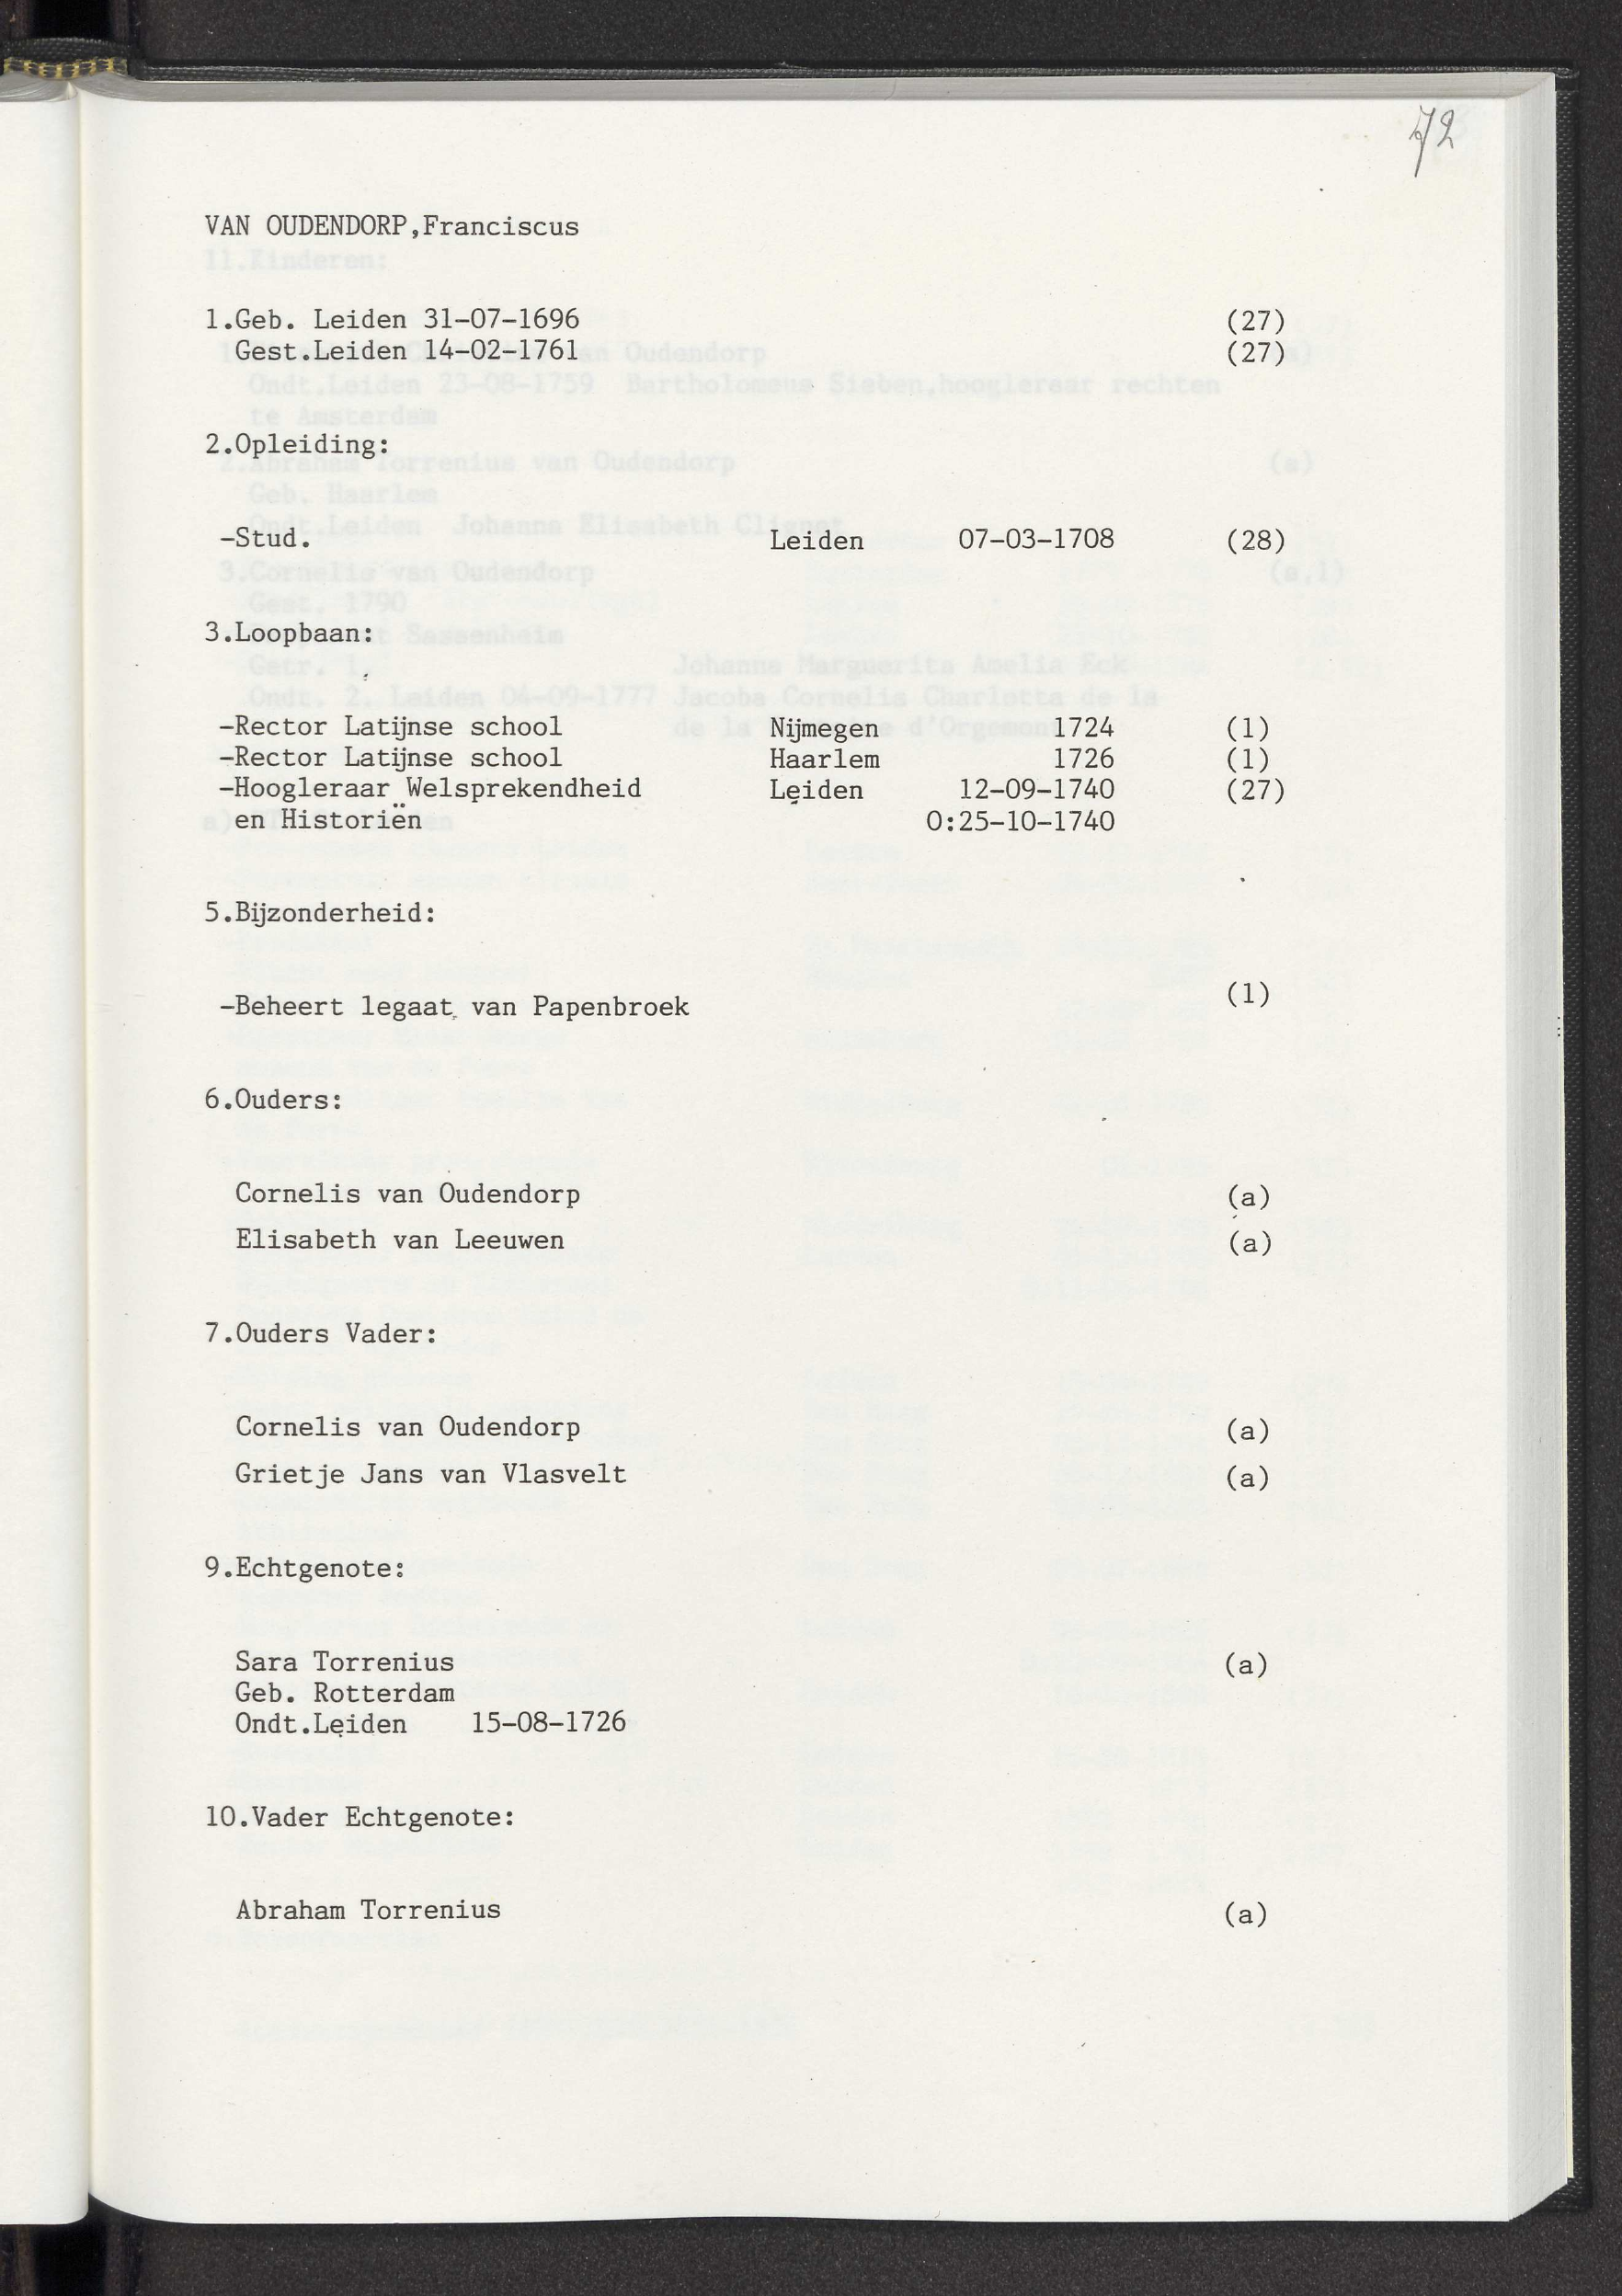 72
VAN OUDENDORP,Franciscus
1.Geb. Leiden 31-07-1696 (27)
Gest.Leiden 14-02-1761 (27)
2.Opleiding:
-Stud. Leiden 07-03-1708 (28)
3.Loopbaan:
-Rector Latijnse school Nijmegen 1724 (1)
-Rector Latijnse school Haarlem 1726 (1)
-Hoogleraar Welsprekendheid Leiden 12-09-1740 (27)
en Historiën 0:25-10-1740
5.Bijzonderheid:
-Beheert legaat van Papenbroek (1)
6.Ouders:
Cornelis van Oudendorp (a)
Elisabeth van Leeuwen (a)
7.Ouders Vader:
Cornelis van Oudendorp (a)
Grietje Jans van Vlasvelt (a)
9.Echtgenote:
Sara Torrenius (a)
Geb. Rotterdam
Ondt.Leiden 15-08-1726
10.Vader Echtgenote:
Abraham Torrenius (a)